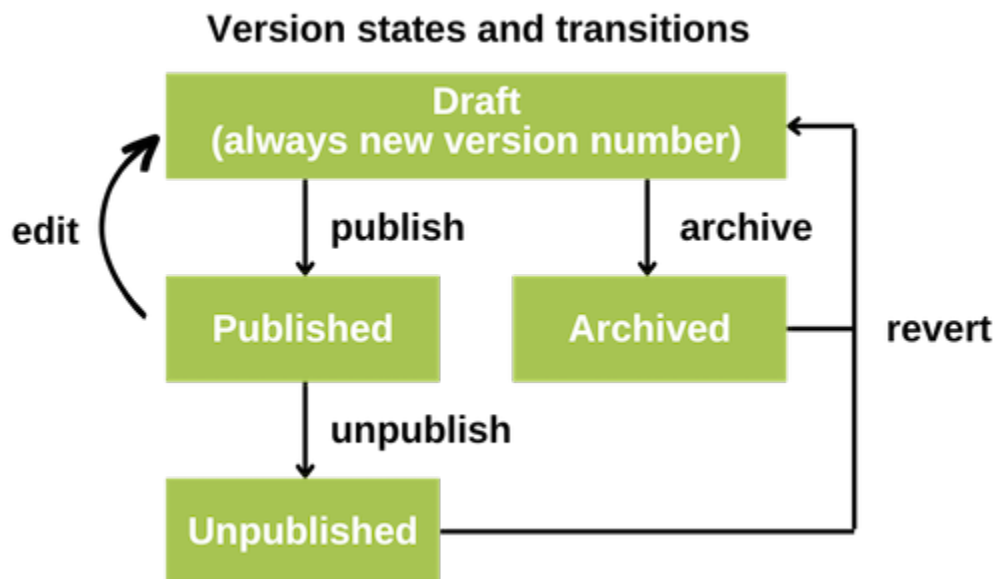 Version states and transitions
Draft
(always new version number)
edit
publish
archive
Published
Archived
revert
unpublish
Unpublished